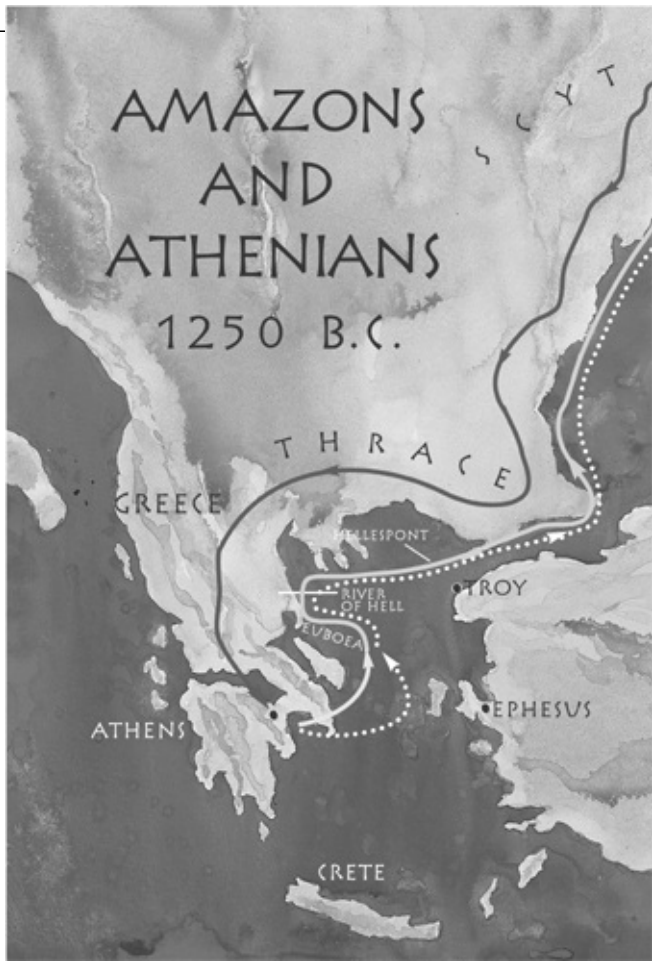 AMAZONS
AND
ATHENIANS
1250 B.C.
SCYT
THRACE
GREECE
HELLESPONT
TROY
RIVER
OF HELL
EUBOEA
ATHENS
EPHESUS
CRETE